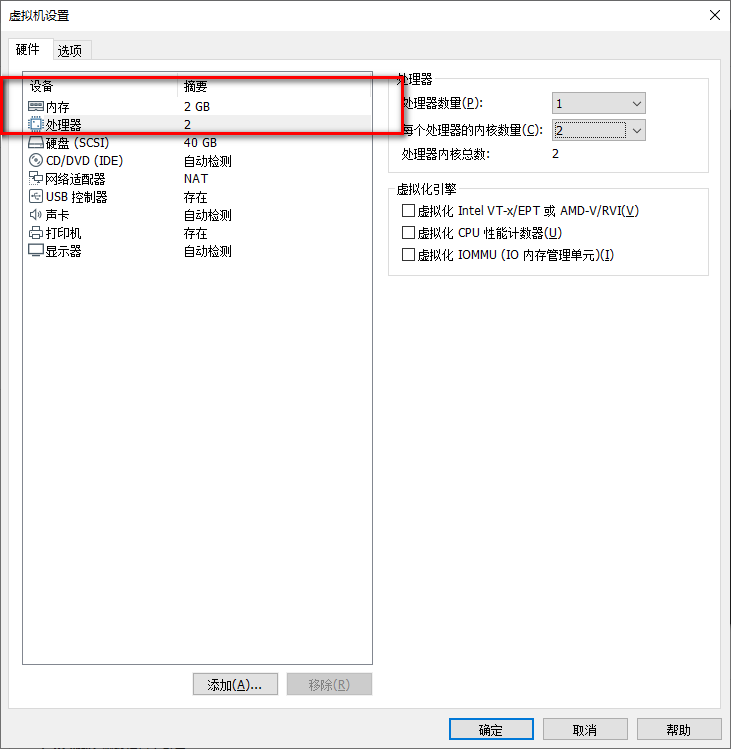 虚拟机设置
硬件 选项
设备 摘要
内存 2 GB
处理器 2
硬盘 (SCSI) 40 GB
CD/DVD (IDE) 自动检测
网络适配器 NAT
USB 控制器 存在
声卡 自动检测
打印机 存在
显示器 自动检测
添加(A)... 移除(R)
处理器
处理器数量(P): 1
每个处理器的内核数量(C): 2
处理器内核总数: 2
虚拟化引擎
虚拟化 Intel VT-x/EPT 或 AMD-V/RVI(V)
虚拟化 CPU 性能计数器(U)
虚拟化 IOMMU (IO 内存管理单元)(I)
确定 取消 帮助